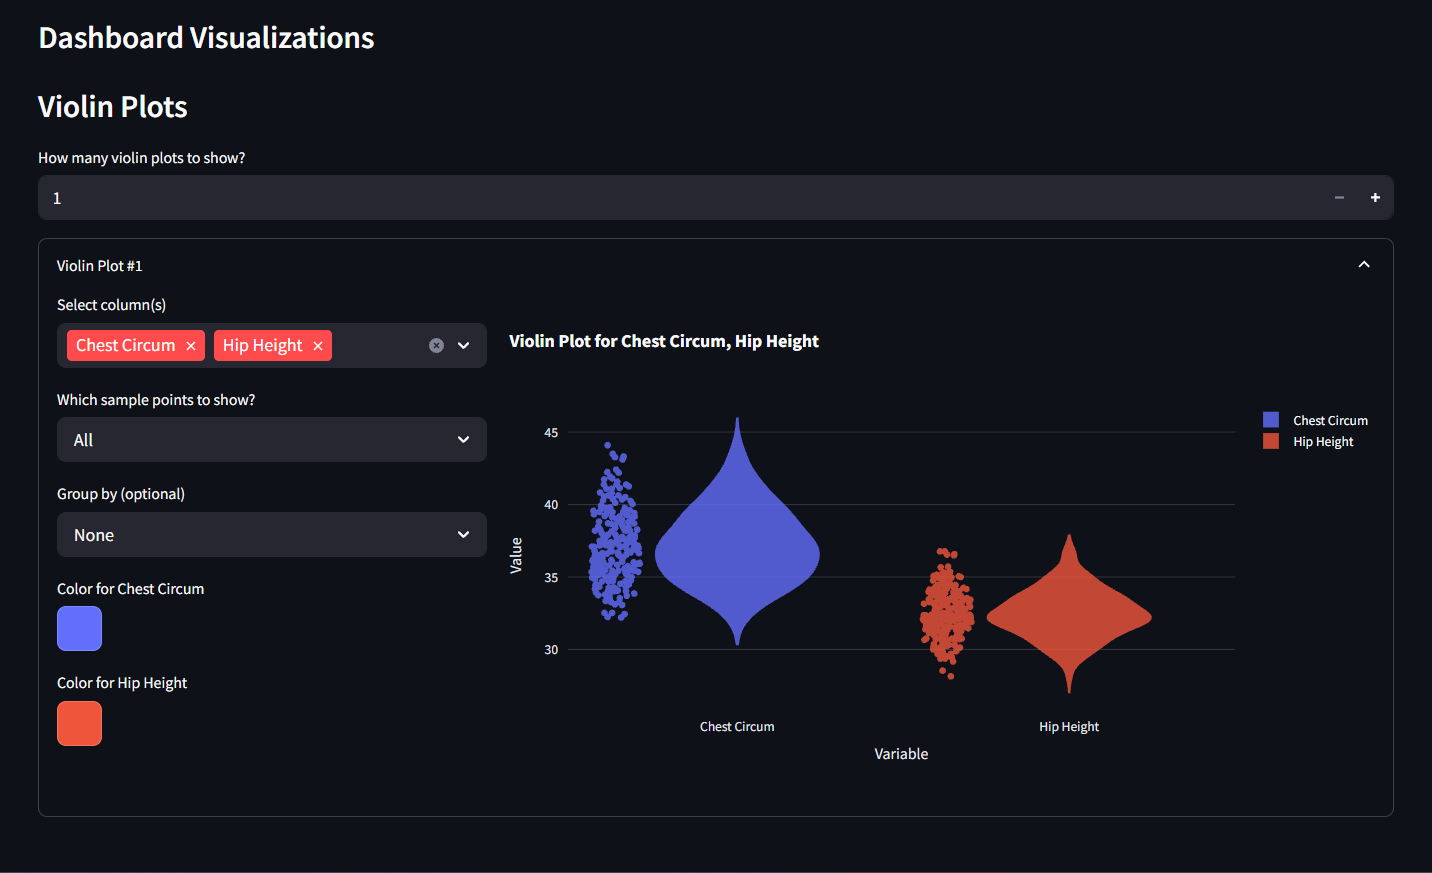 Dashboard Visualizations
Violin Plots
How many violin plots to show?
1
Violin Plot #1
Select column(s)
Chest Circum
Hip Height
Which sample points to show?
All
Group by (optional)
None
Color for Chest Circum
Color for Hip Height
Violin Plot for Chest Circum, Hip Height
45
40
35
30
Value
Chest Circum
Hip Height
Variable
Chest Circum
Hip Height